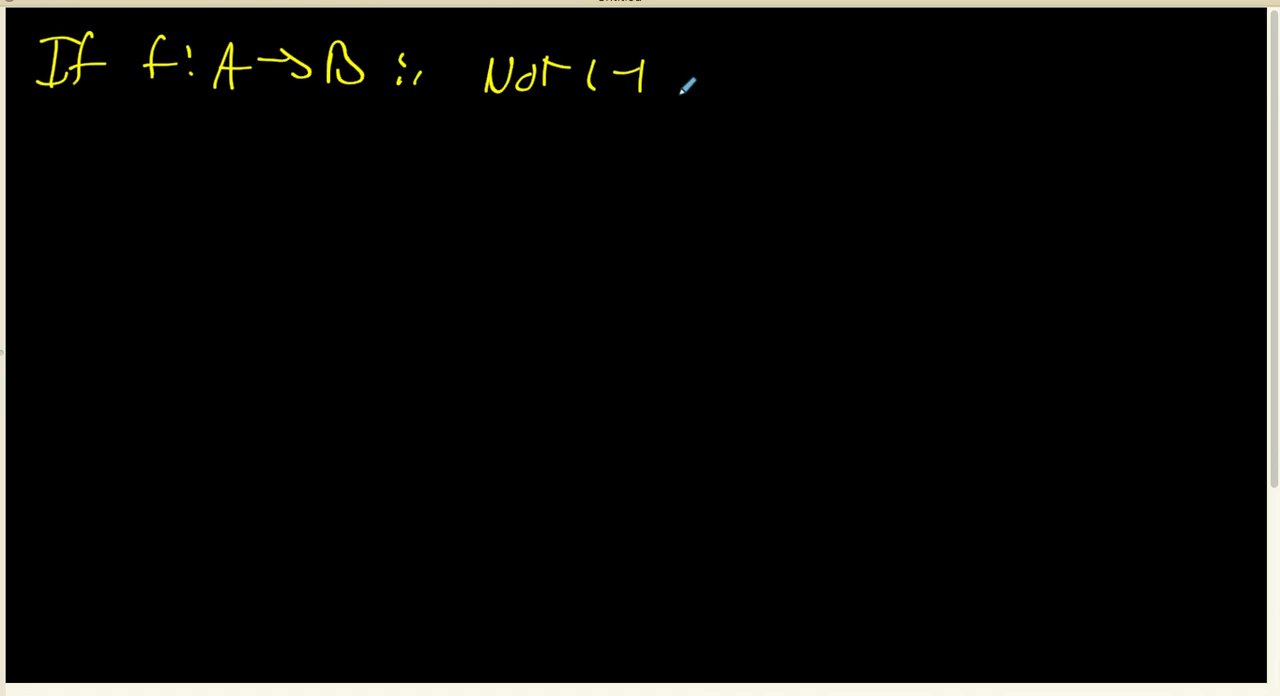 If f: A → B is Not 1-1